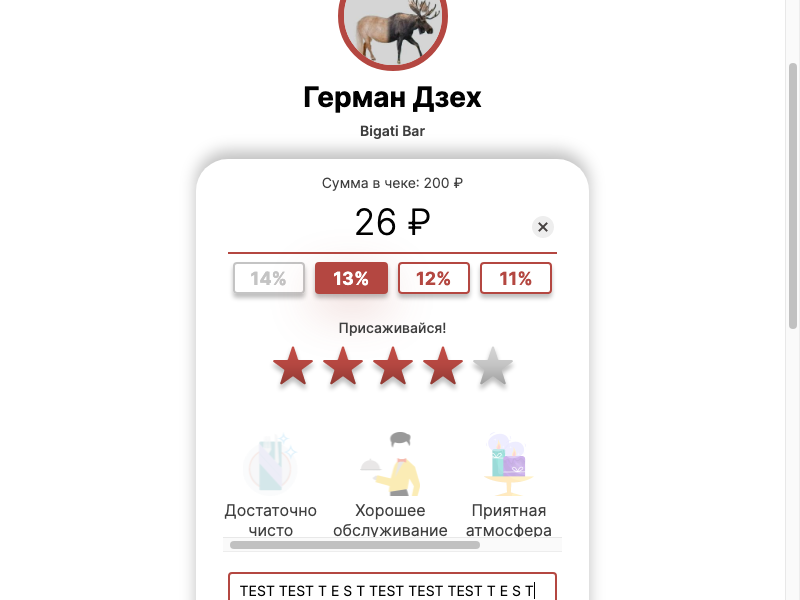 Герман Дзех
Bigati Bar
Сумма в чеке: 200 ₽
26 ₽
14% 13% 12% 11%
Присаживайся!
Достаточно чисто
Хорошее обслуживание
Приятная атмосфера
TEST TEST T E S T TEST TEST TEST T E S T